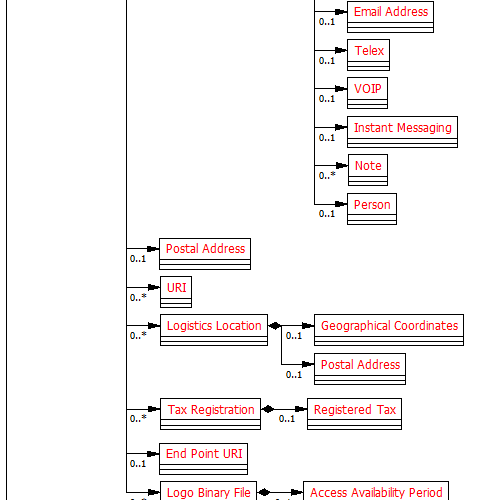 Email Address
0..1
Telex
0..1
VOIP
0..1
Instant Messaging
0..1
Note
0..*
Person
0..1
Postal Address
0..1
URI
0..*
Logistics Location
0..*
Geographical Coordinates
0..1
Postal Address
0..1
Tax Registration
0..*
Registered Tax
0..1
End Point URI
0..1
Logo Binary File
Access Availability Period